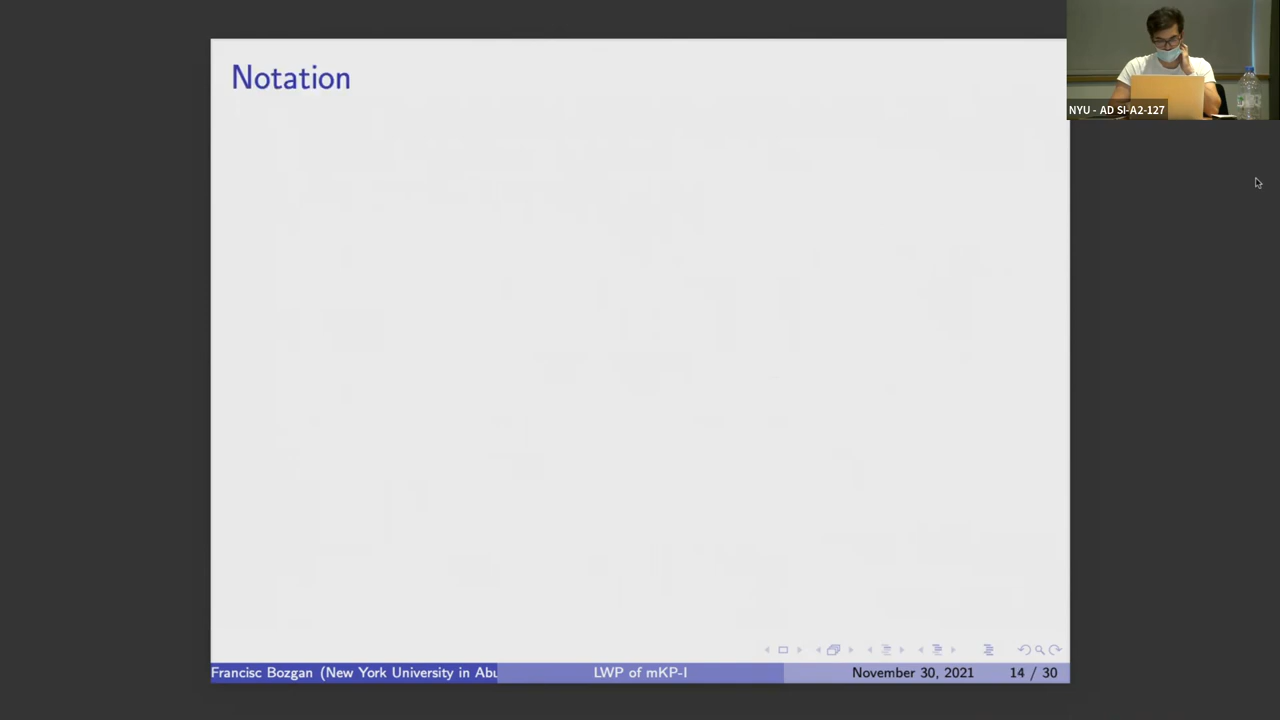 Notation
NYU - AD SI-A2-127
Francisc Bozgan (New York University in Abu
LWP of mKP-I
November 30, 2021
14 / 30